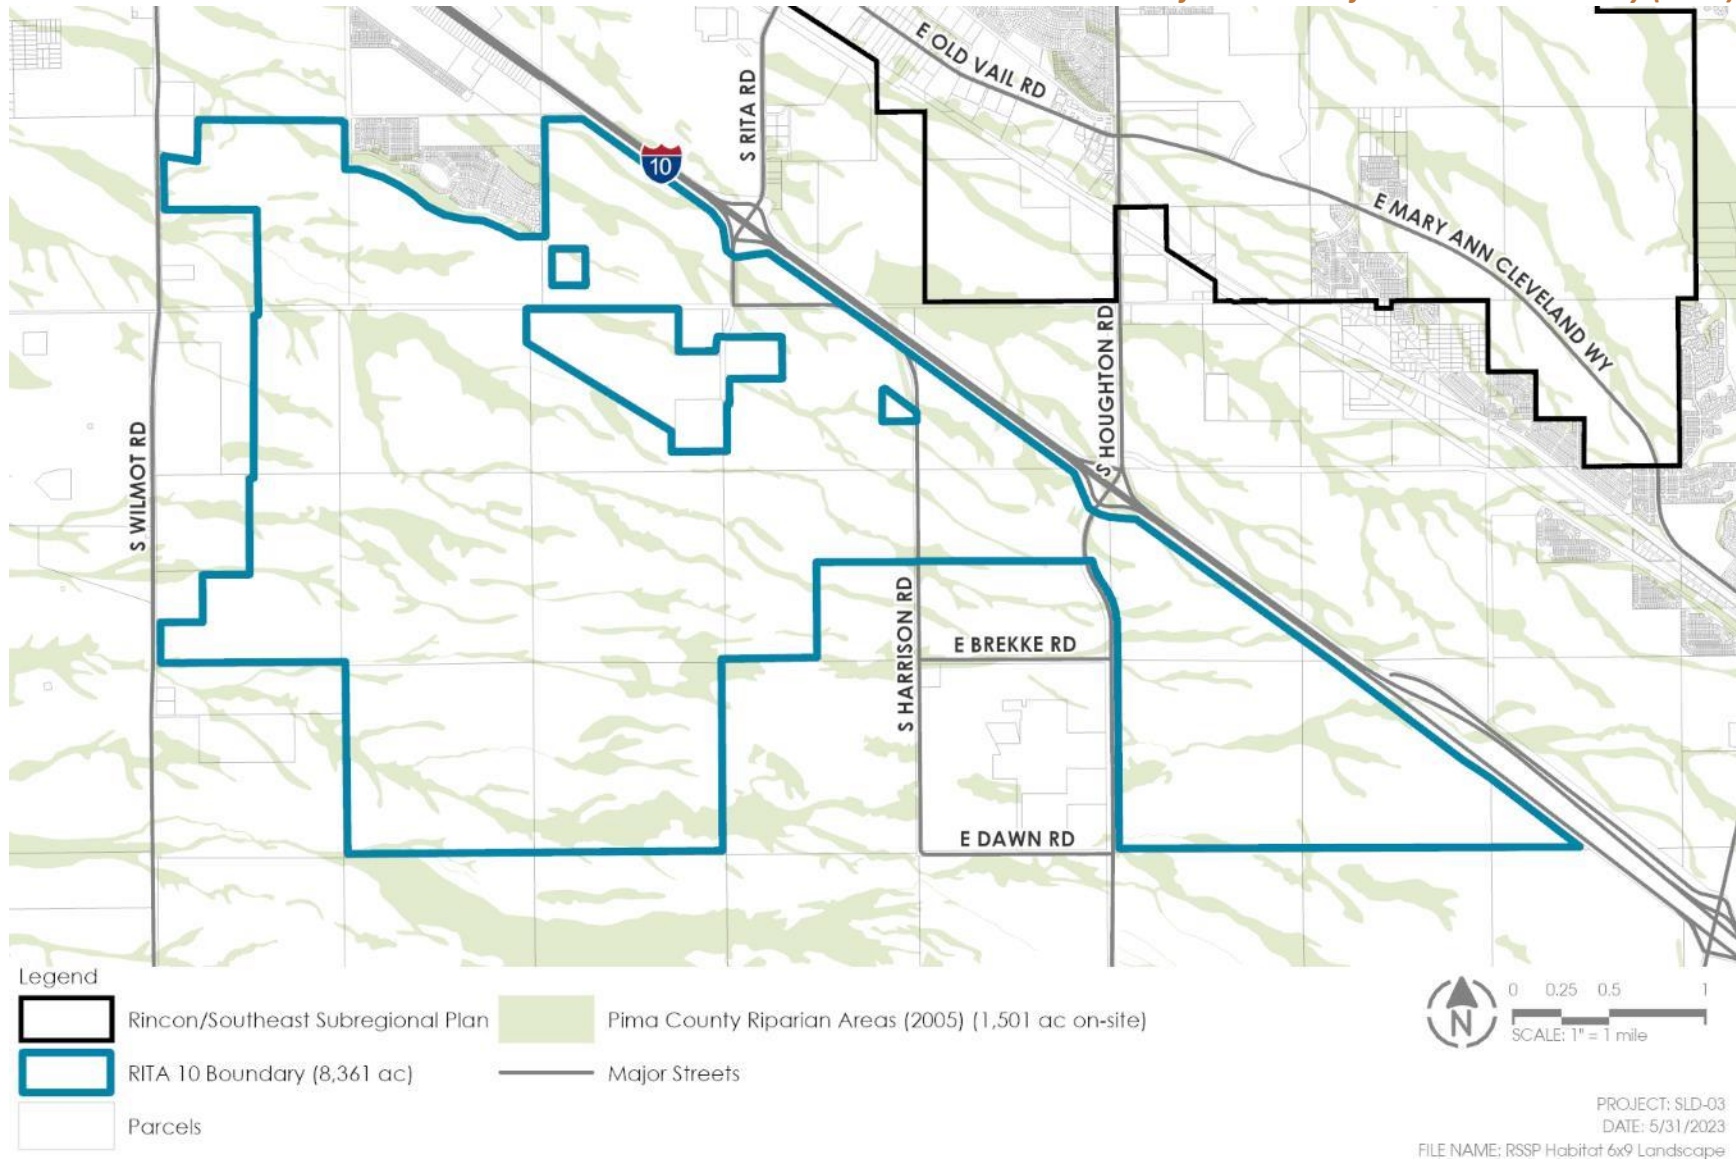 E OLD VAIL RD
S RITA RD
10
E MARY ANN CLEVELAND WY
S HOUGHTON RD
S WILMOT RD
S HARRISON RD
E BREKKE RD
E DAWN RD
Legend
Rincon/Southeast Subregional Plan
Pima County Riparian Areas (2005) (1,501 ac on-site)
RITA 10 Boundary (8,361 ac)
Major Streets
Parcels
N
0 0.25 0.5 1
SCALE: 1" = 1 mile
PROJECT: SLD-03
DATE: 5/31/2023
FILE NAME: RSSP Habitat 6x9 Landscape